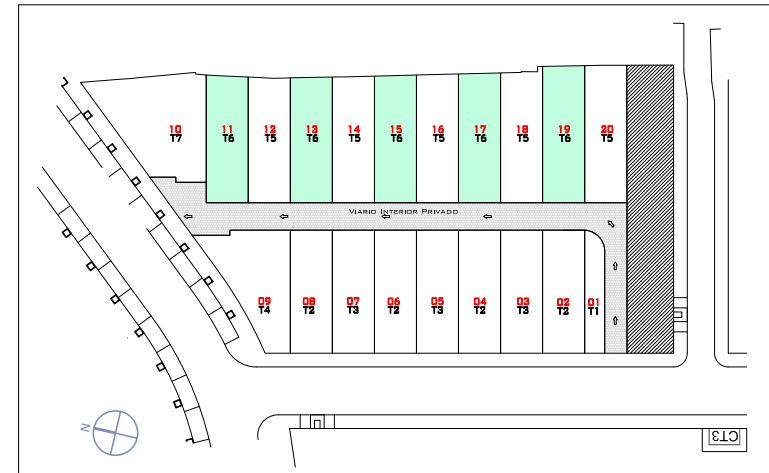 10 11 12 13 14 15 16 17 18 19 20
T7 T6 T5 T6 T5 T6 T5 T6 T5 T6 T5
VIARIO INTERIOR PRIVADO
09 08 07 06 05 04 03 02 01
T4 T2 T3 T2 T3 T2 T3 T2 T1
N
CT3